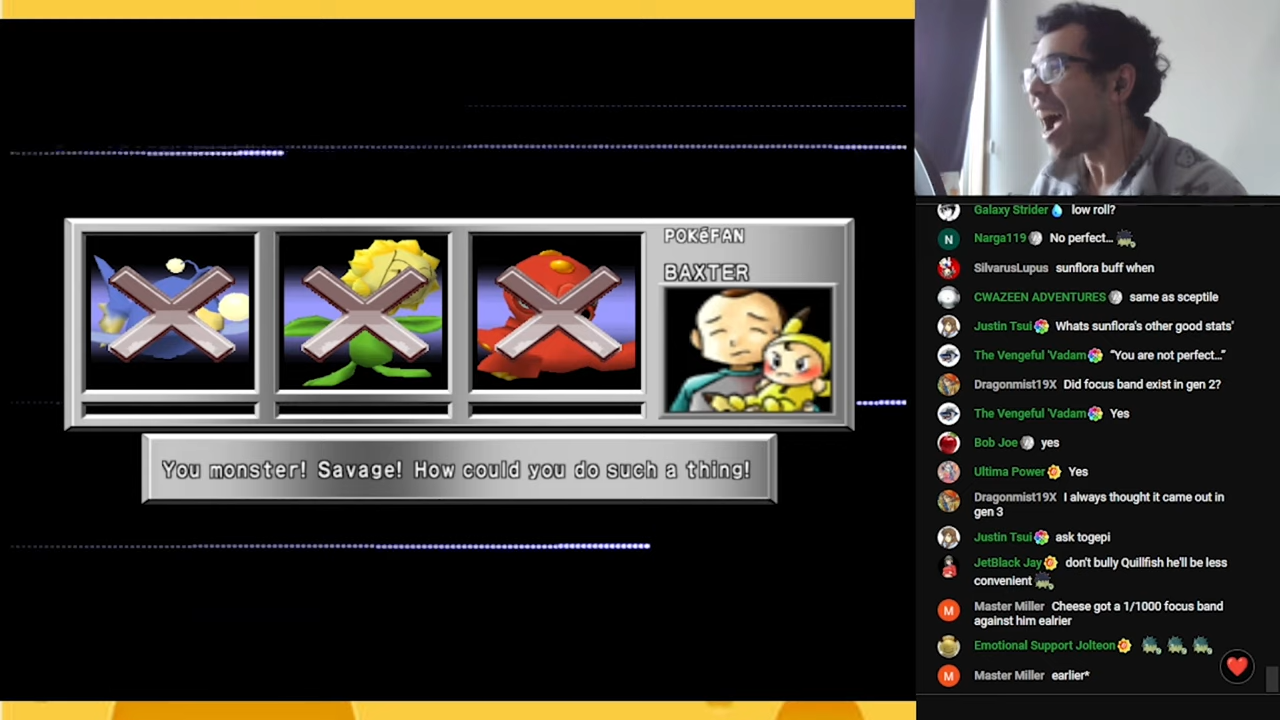 POKéFAN
BAXTER
You monster! Savage! How could you do such a thing!
Galaxy Strider low roll?
N Narga119 No perfect...
SilvarusLupus sunflora buff when
CWAZEEN ADVENTURES same as sceptile
Justin Tsui Whats sunflora's other good stats'
The Vengeful 'Vadam “You are not perfect...”
Dragonmist19X Did focus band exist in gen 2?
The Vengeful 'Vadam Yes
Bob Joe yes
Ultima Power Yes
Dragonmist19X I always thought it came out in
gen 3
Justin Tsui ask togepi
JetBlack Jay don't bully Quillfish he'll be less
convenient
M Master Miller Cheese got a 1/1000 focus band
against him ealrier
Emotional Support Jolteon
M Master Miller earlier*